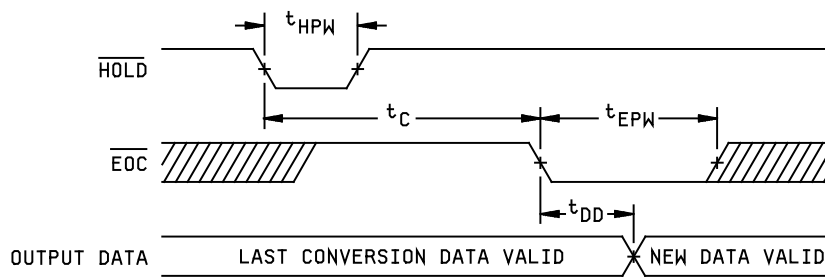 tHPW
HOLD
tC
tEPW
EOC
tDD
OUTPUT DATA LAST CONVERSION DATA VALID NEW DATA VALID